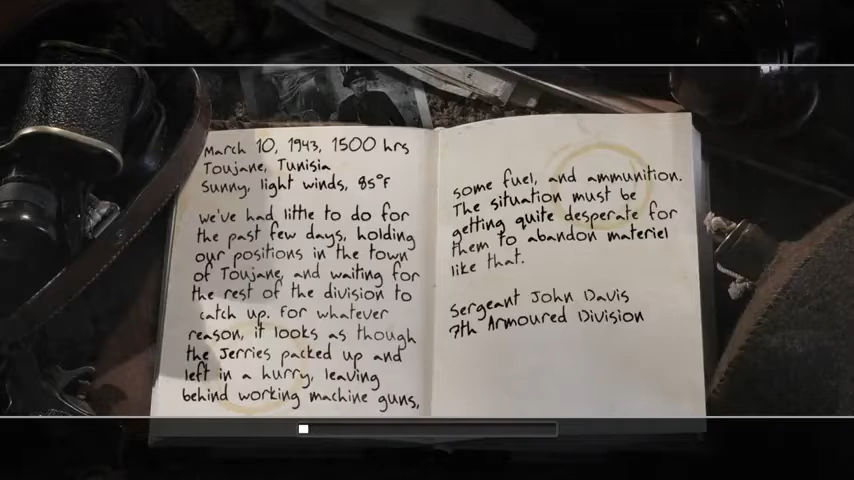 March 10, 1943, 1500 hrs
Toujane, Tunisia
Sunny, light winds, 85°F
we've had little to do for
the past few days, holding
our positions in the town
of Toujane, and waiting for
the rest of the division to
catch up. For whatever
reason, it looks as though
the Jerries packed up and
left in a hurry, leaving
behind working machine guns,
some fuel, and ammunition.
The situation must be
getting quite desperate for
them to abandon materiel
like that.
Sergeant John Davis
7th Armoured Division